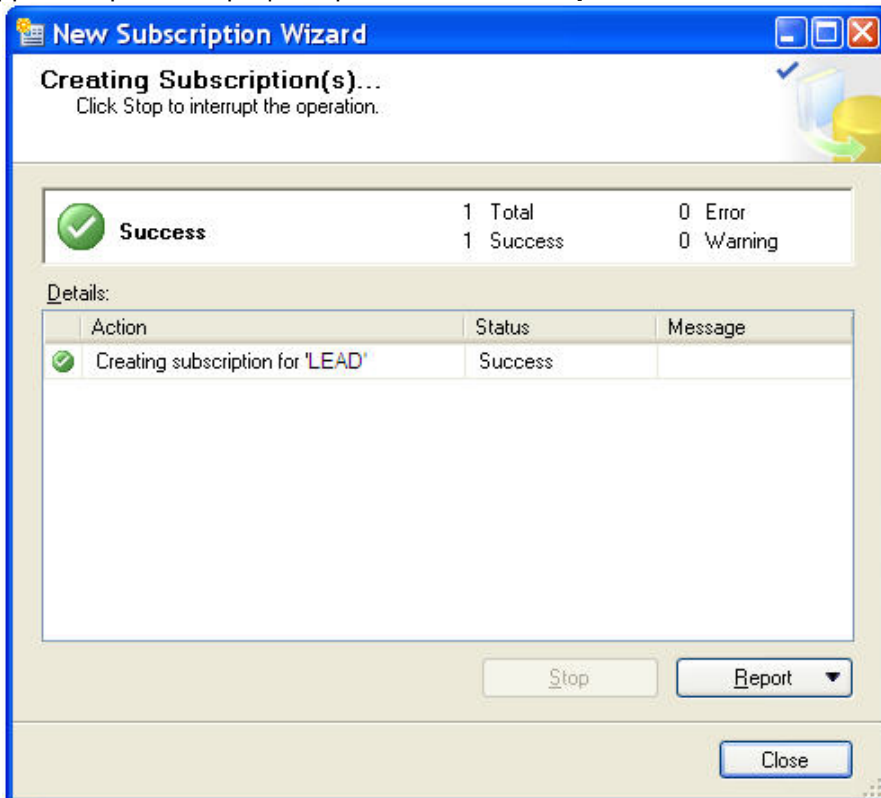 New Subscription Wizard
Creating Subscription(s)...
Click Stop to interrupt the operation.
Success
1 Total 0 Error
1 Success 0 Warning
Details:
Action Status Message
Creating subscription for 'LEAD' Success
Stop Report
Close